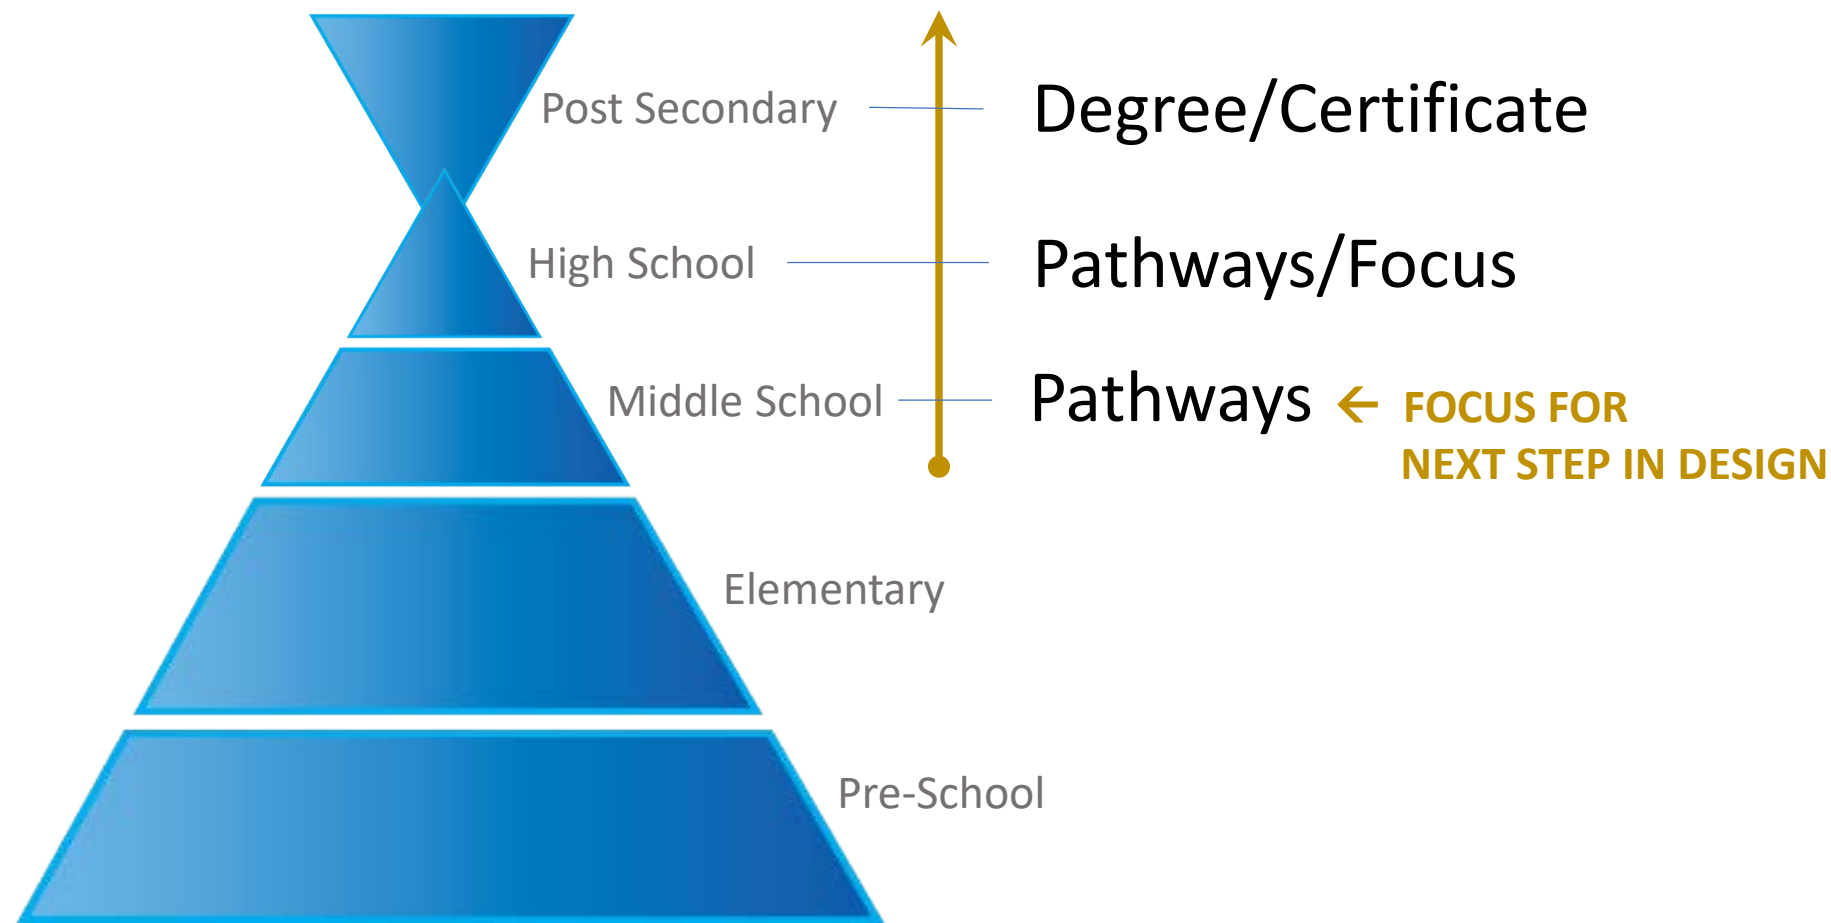 Post Secondary
Degree/Certificate
High School
Pathways/Focus
Middle School
Pathways
← FOCUS FOR
NEXT STEP IN DESIGN
Elementary
Pre-School